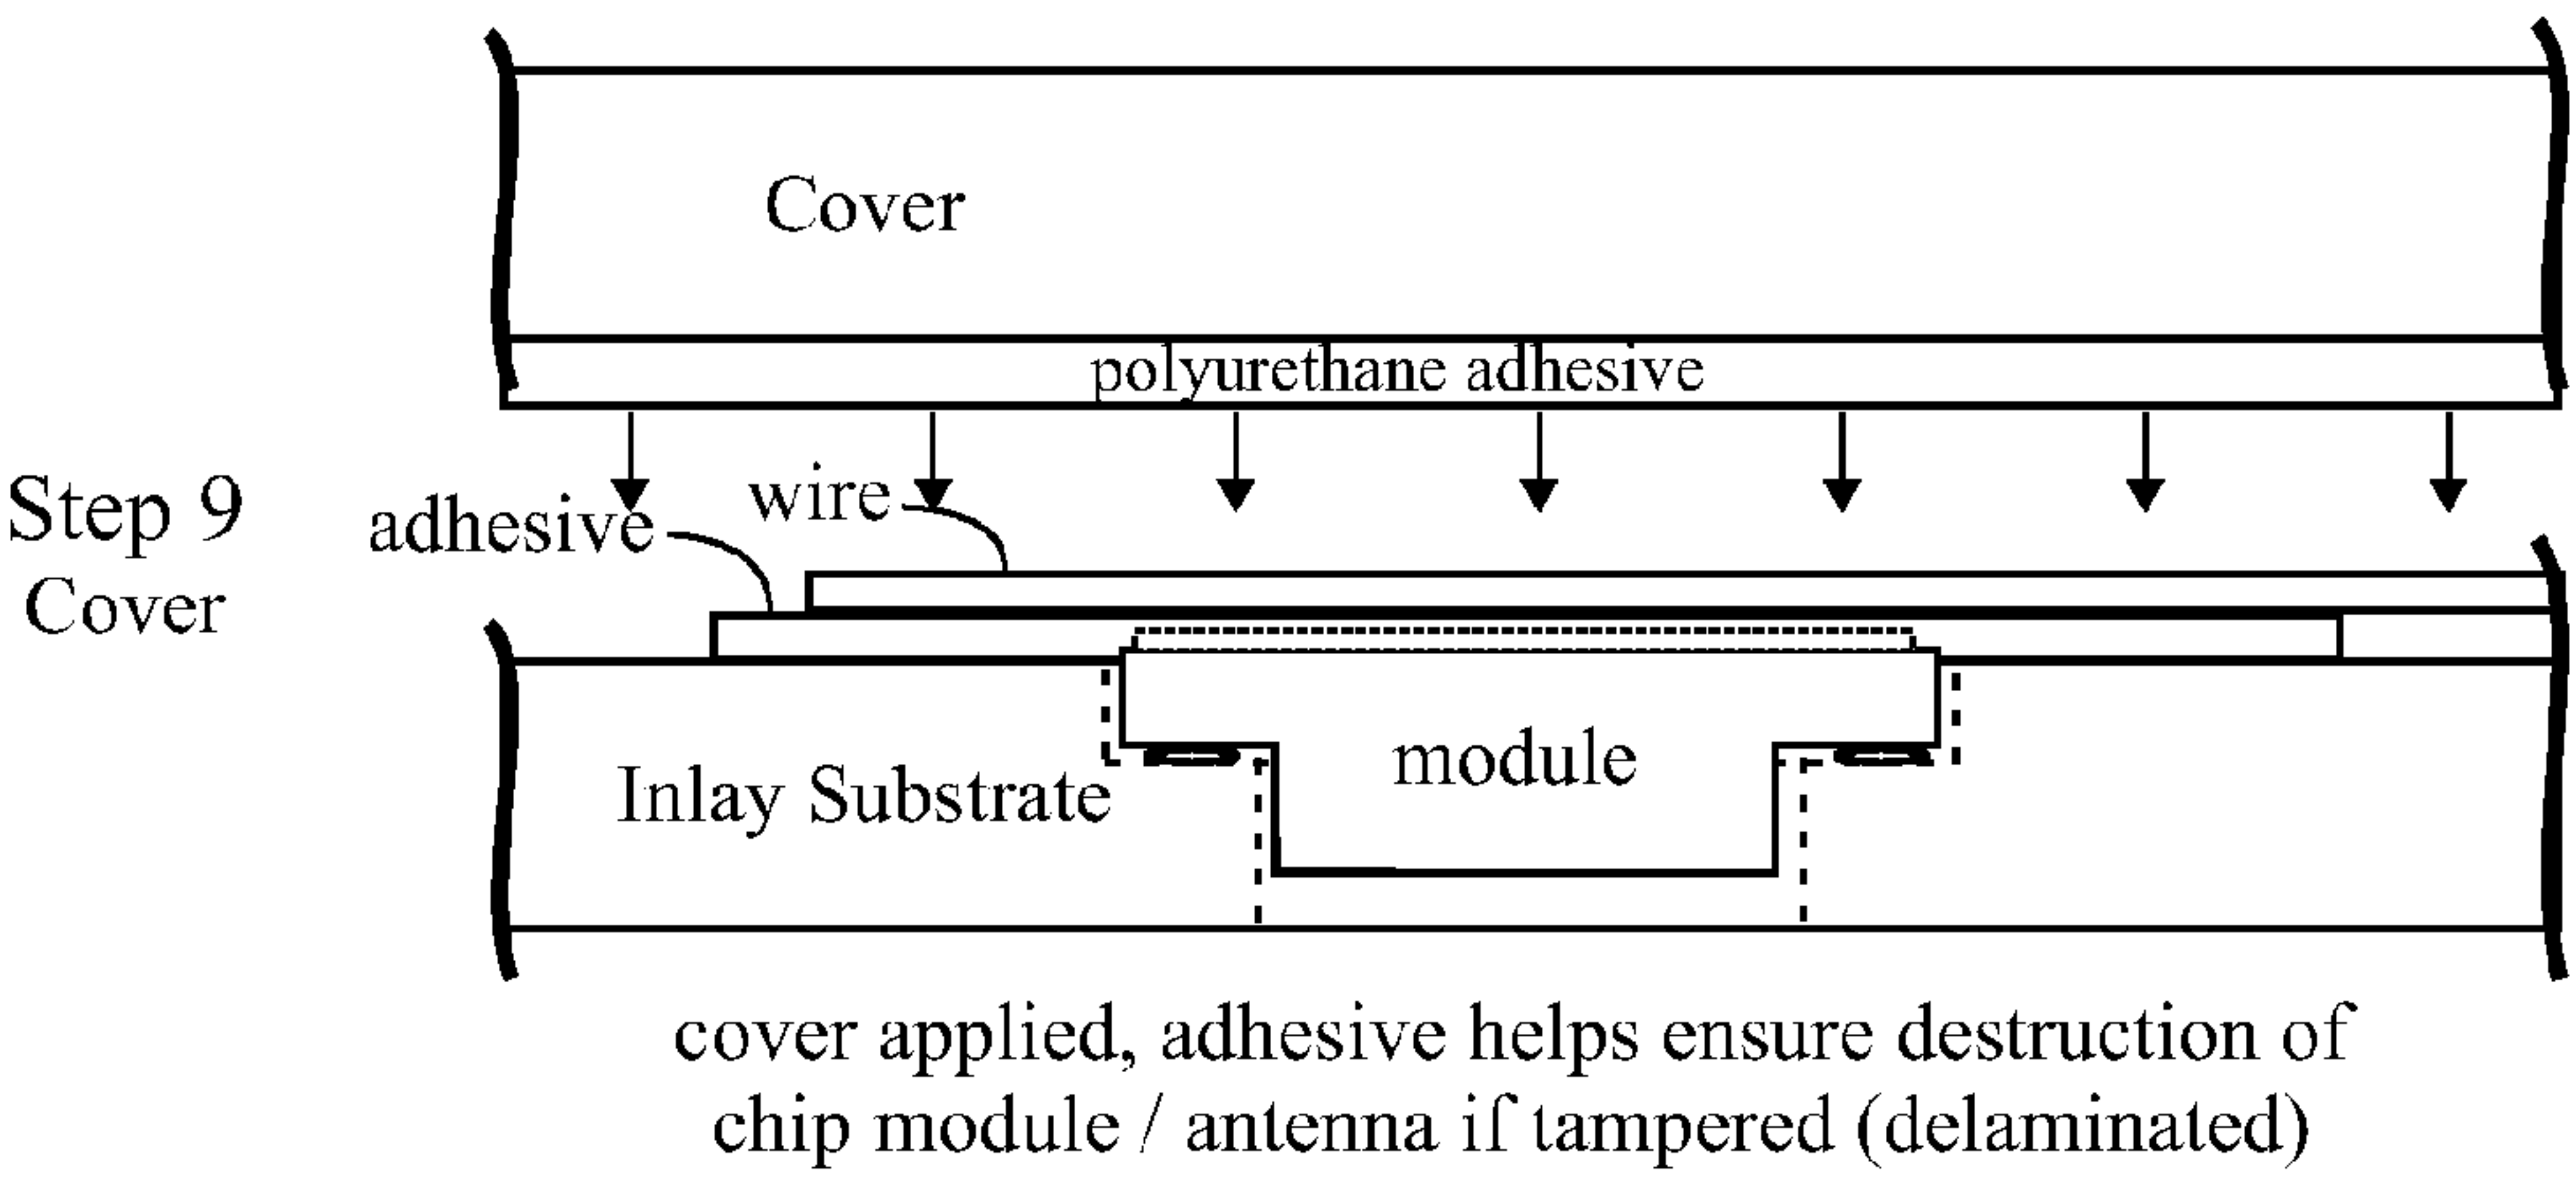 Cover
polyurethane adhesive
Step 9
Cover
adhesive
wire
Inlay Substrate
module
cover applied, adhesive helps ensure destruction of
chip module / antenna if tampered (delaminated)